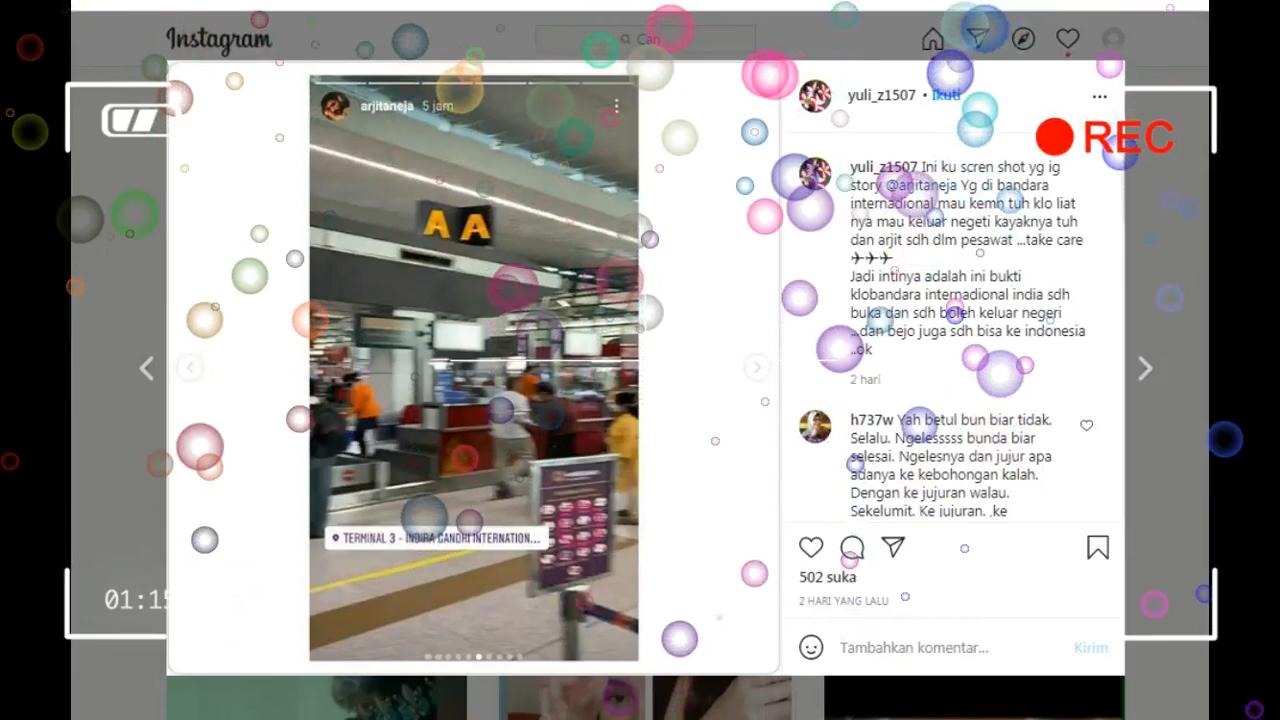 Instagram
Cari
arjitaneja 5 jam
A A
TERMINAL 3 - INDIRA GANDHI INTERNATION...
01:15
REC
yuli_z1507 • Ikuti
yuli_z1507 Ini ku scren shot yg ig
story @arjitaneja Yg di bandara
internadional mau kemn tuh klo liat
nya mau keluar negeti kayaknya tuh
dan arjit sdh dlm pesawat ...take care
✈✈✈
Jadi intinya adalah ini bukti
klobandara internadional india sdh
buka dan sdh boleh keluar negeri
...dan bejo juga sdh bisa ke indonesia
..ok
2 hari
h737w Yah betul bun biar tidak.
Selalu. Ngelesssss bunda biar
selesai. Ngelesnya dan jujur apa
adanya ke kebohongan kalah.
Dengan ke jujuran walau.
Sekelumit. Ke jujuran. ,ke
502 suka
2 HARI YANG LALU
Tambahkan komentar...
Kirim